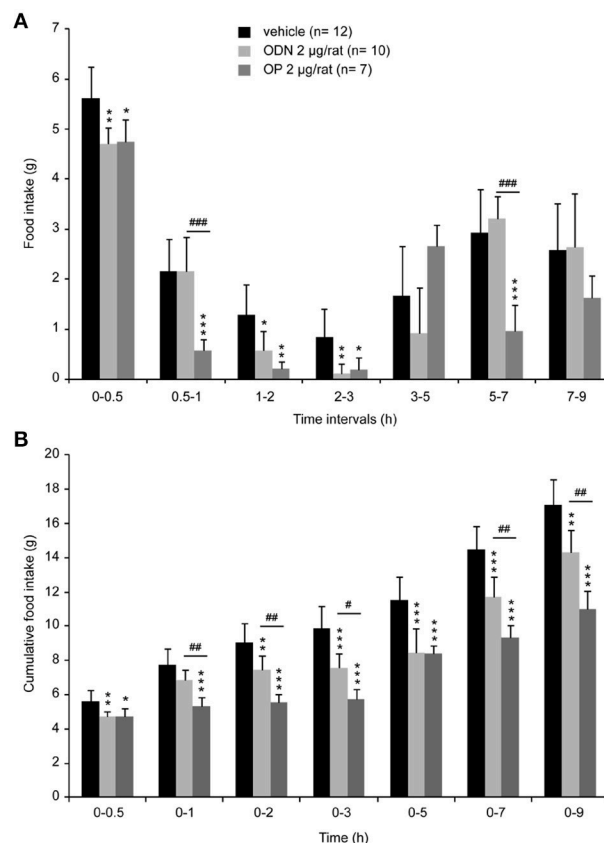 A
vehicle (n= 12)
ODN 2 µg/rat (n= 10)
OP 2 µg/rat (n= 7)
Food intake (g)
7
6
5
4
3
2
1
0
** *
### ***
* **
** *
### ***
0-0.5 0.5-1 1-2 2-3 3-5 5-7 7-9
Time intervals (h)
B
Cumulative food intake (g)
20
18
16
14
12
10
8
6
4
2
0
** *
## ***
## ** ***
# *** ***
*** ***
## *** ***
## ** ***
0-0.5 0-1 0-2 0-3 0-5 0-7 0-9
Time (h)